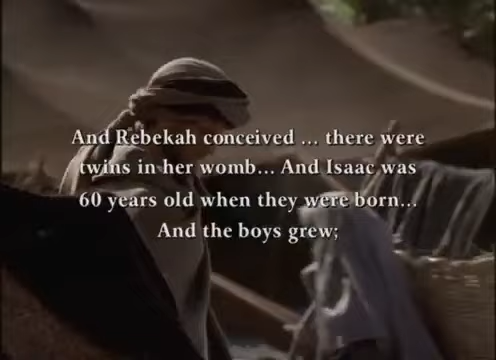 And Rebekah conceived ... there were
twins in her womb... And Isaac was
60 years old when they were born...
And the boys grew;